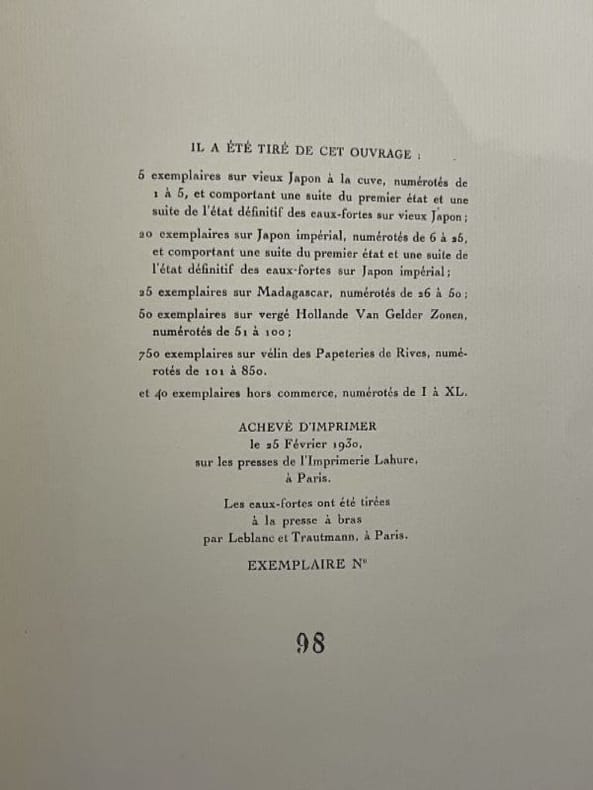 IL A ÉTÉ TIRÉ DE CET OUVRAGE :
5 exemplaires sur vieux Japon à la cuve, numérotés de
1 à 5, et comportant une suite du premier état et une
suite de l'état définitif des eaux-fortes sur vieux Japon ;
20 exemplaires sur Japon impérial, numérotés de 6 à 25,
et comportant une suite du premier état et une suite de
l'état définitif des eaux-fortes sur Japon impérial ;
25 exemplaires sur Madagascar, numérotés de 26 à 50 ;
50 exemplaires sur vergé Hollande Van Gelder Zonen,
numérotés de 51 à 100 ;
750 exemplaires sur vélin des Papeteries de Rives, numé-
rotés de 101 à 850.
et 40 exemplaires hors commerce, numérotés de I à XL.
ACHEVÉ D'IMPRIMER
le 25 Février 1930,
sur les presses de l'Imprimerie Lahure,
à Paris.
Les eaux-fortes ont été tirées
à la presse à bras
par Leblanc et Trautmann, à Paris.
EXEMPLAIRE Nº
98